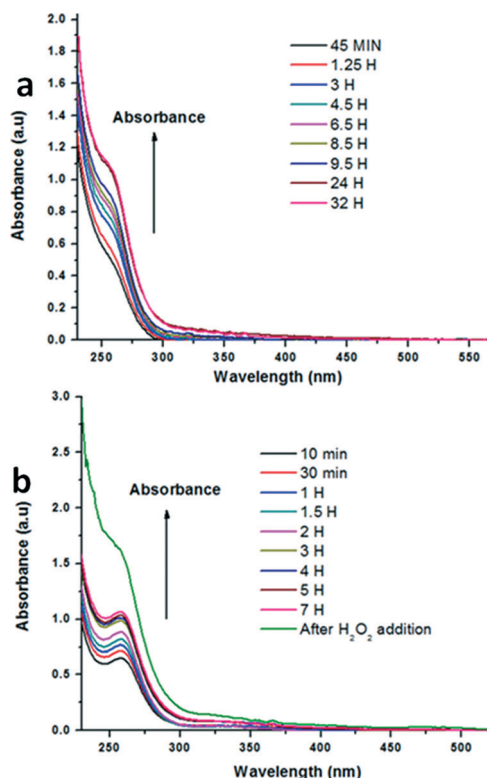 a
2.0
1.8
1.6
1.4
1.2
1.0
0.8
0.6
0.4
0.2
0.0
Absorbance (a.u)
Absorbance
45 MIN
1.25 H
3 H
4.5 H
6.5 H
8.5 H
9.5 H
24 H
32 H
250 300 350 400 450 500 550
Wavelength (nm)
b
3.0
2.5
2.0
1.5
1.0
0.5
0.0
Absorbance (a.u)
Absorbance
10 min
30 min
1 H
1.5 H
2 H
3 H
4 H
5 H
7 H
After H₂O₂ addition
250 300 350 400 450 500
Wavelength (nm)